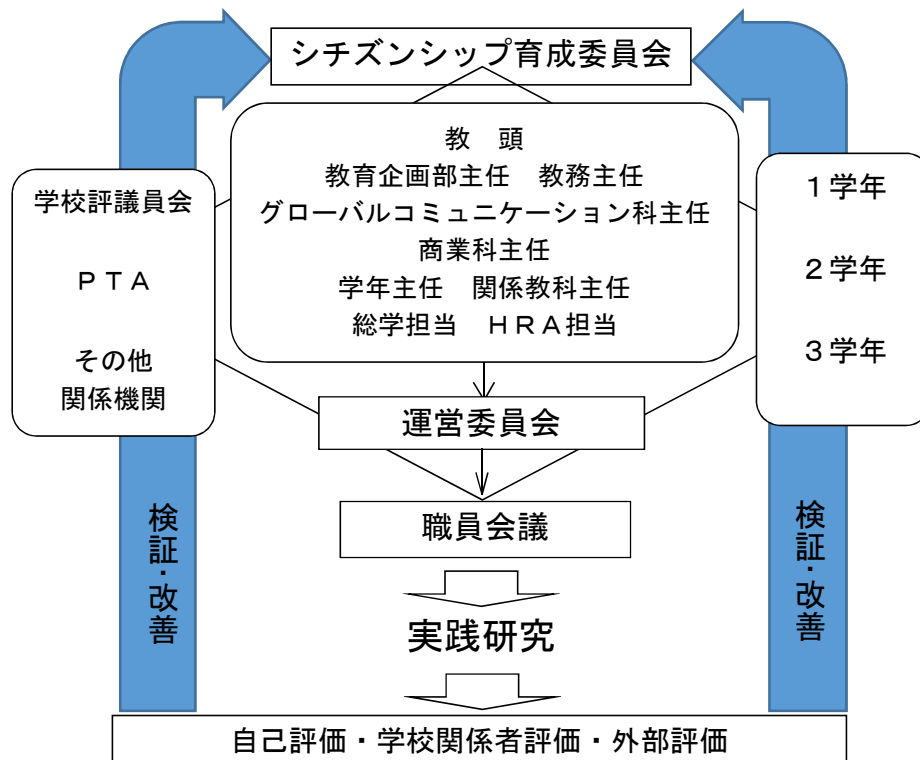 シチズンシップ育成委員会
教　頭
教育企画部主任　教務主任
グローバルコミュニケーション科主任
商業科主任
学年主任　関係教科主任
総学担当　ＨＲＡ担当
学校評議員会
ＰＴＡ
その他
関係機関
１学年
２学年
３学年
運営委員会
職員会議
検証・改善
検証・改善
実践研究
自己評価・学校関係者評価・外部評価